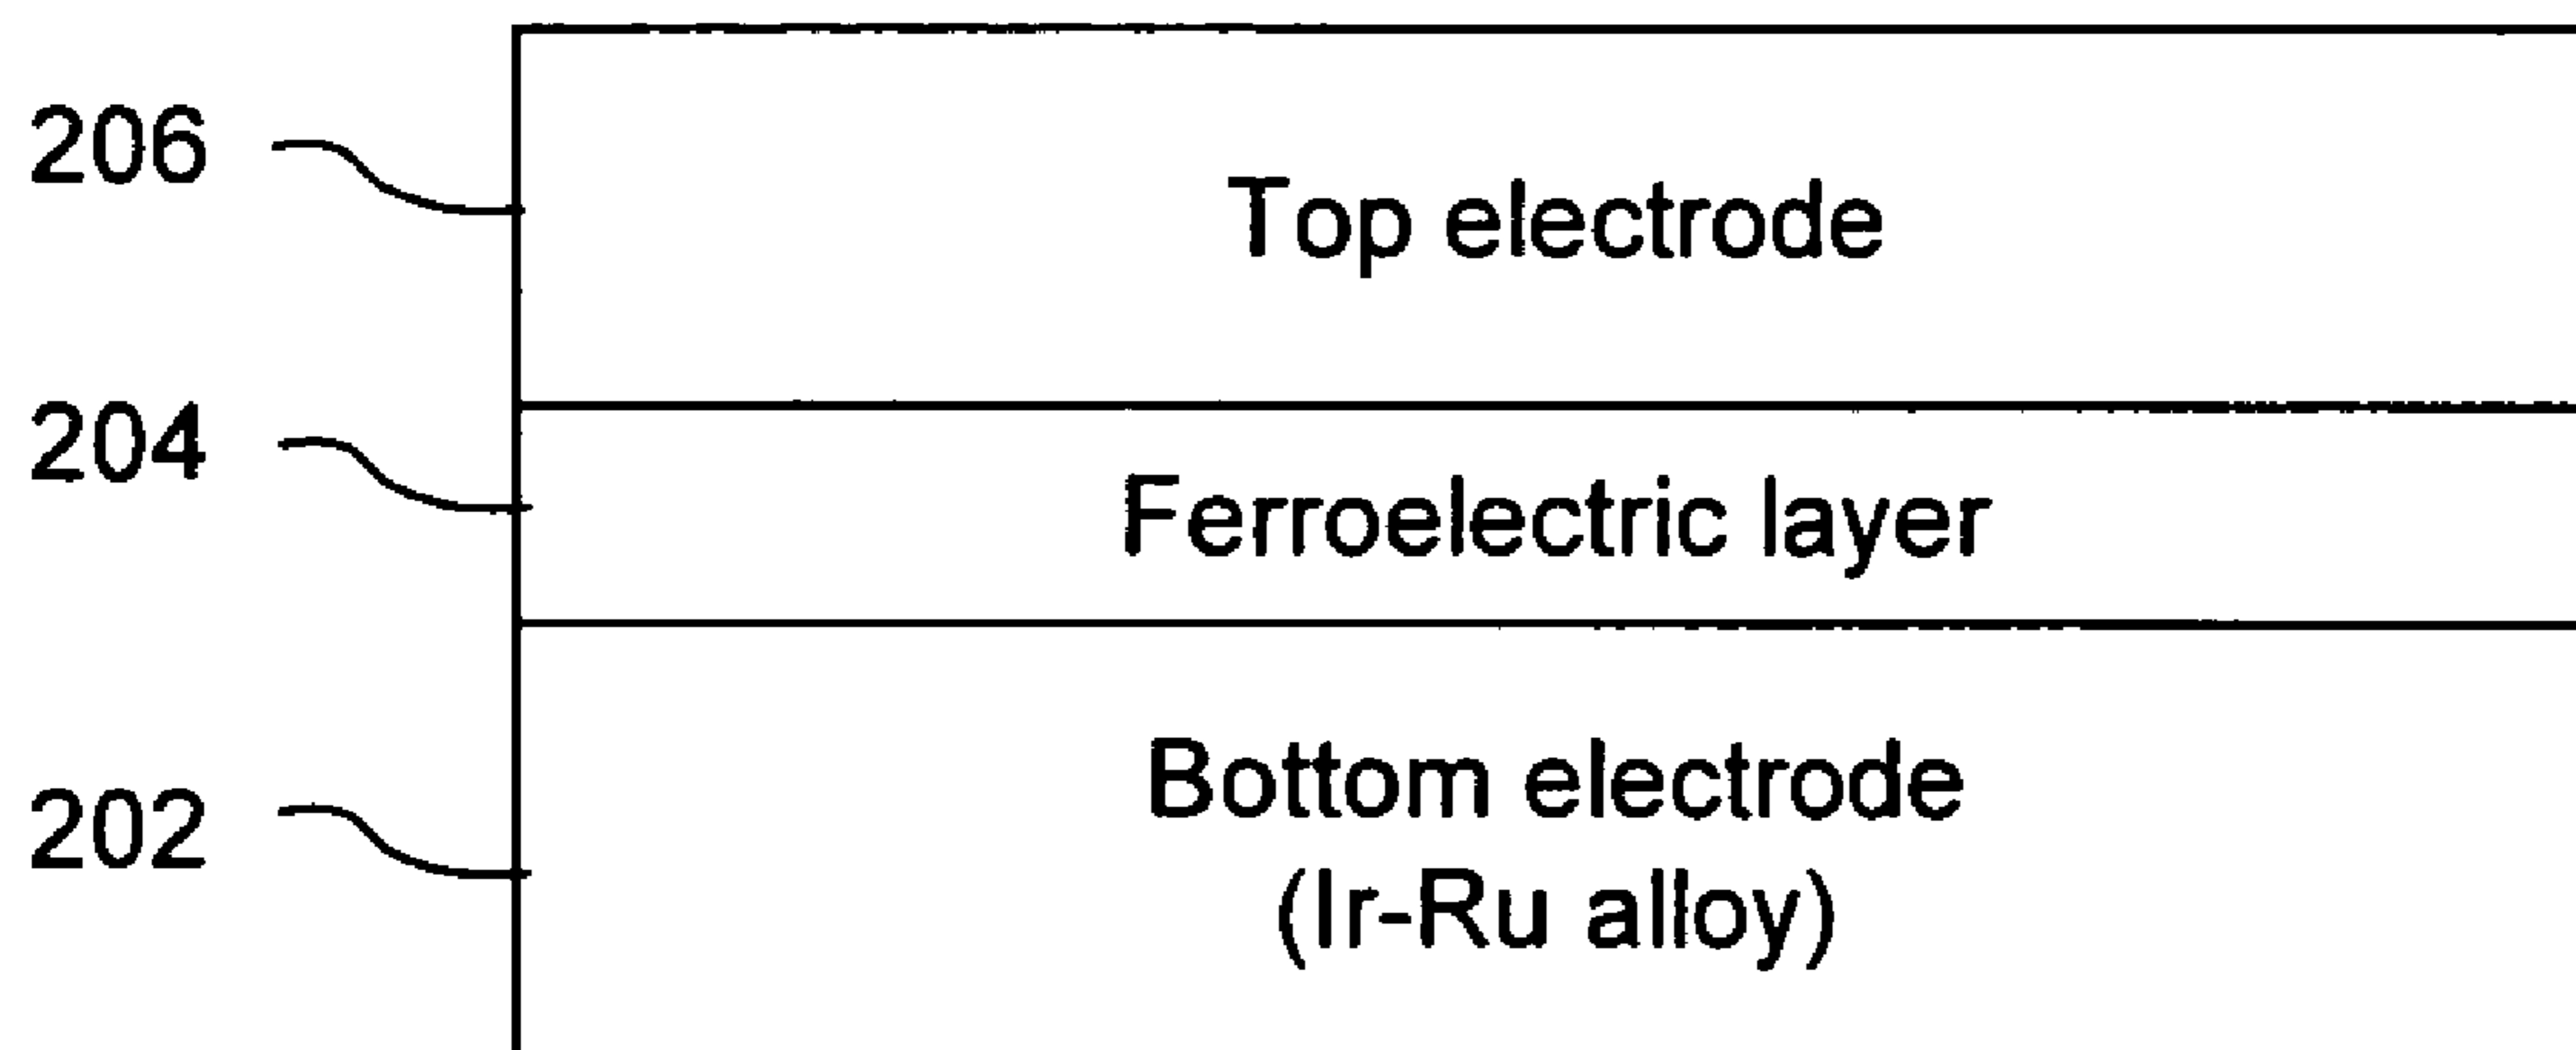 206
Top electrode
204
Ferroelectric layer
202
Bottom electrode
(Ir-Ru alloy)